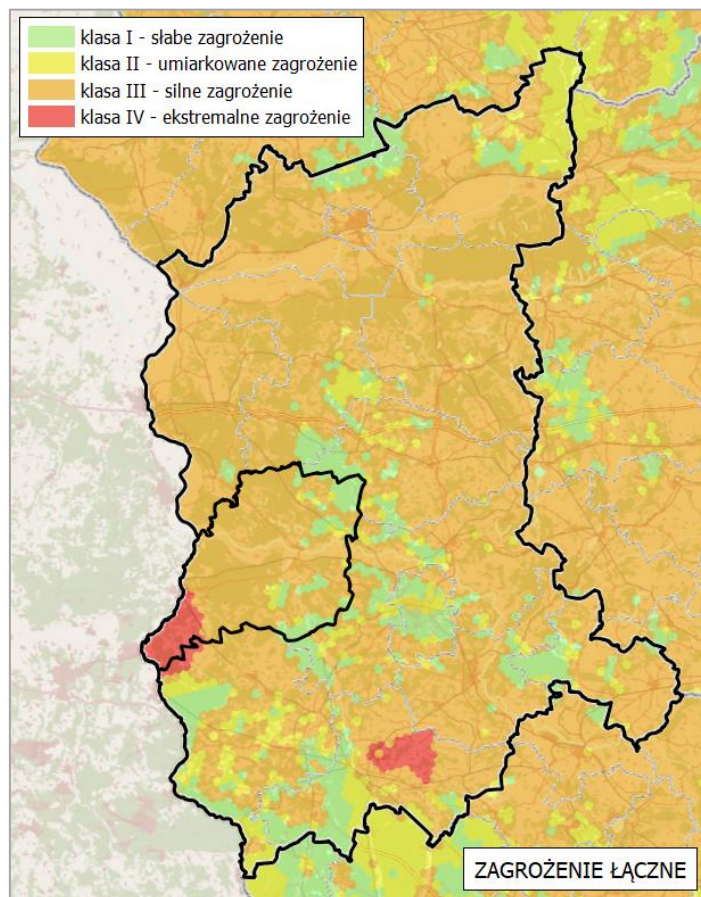 klasa I - słabe zagrożenie
klasa II - umiarkowane zagrożenie
klasa III - silne zagrożenie
klasa IV - ekstremalne zagrożenie
ZAGROŻENIE ŁĄCZNE